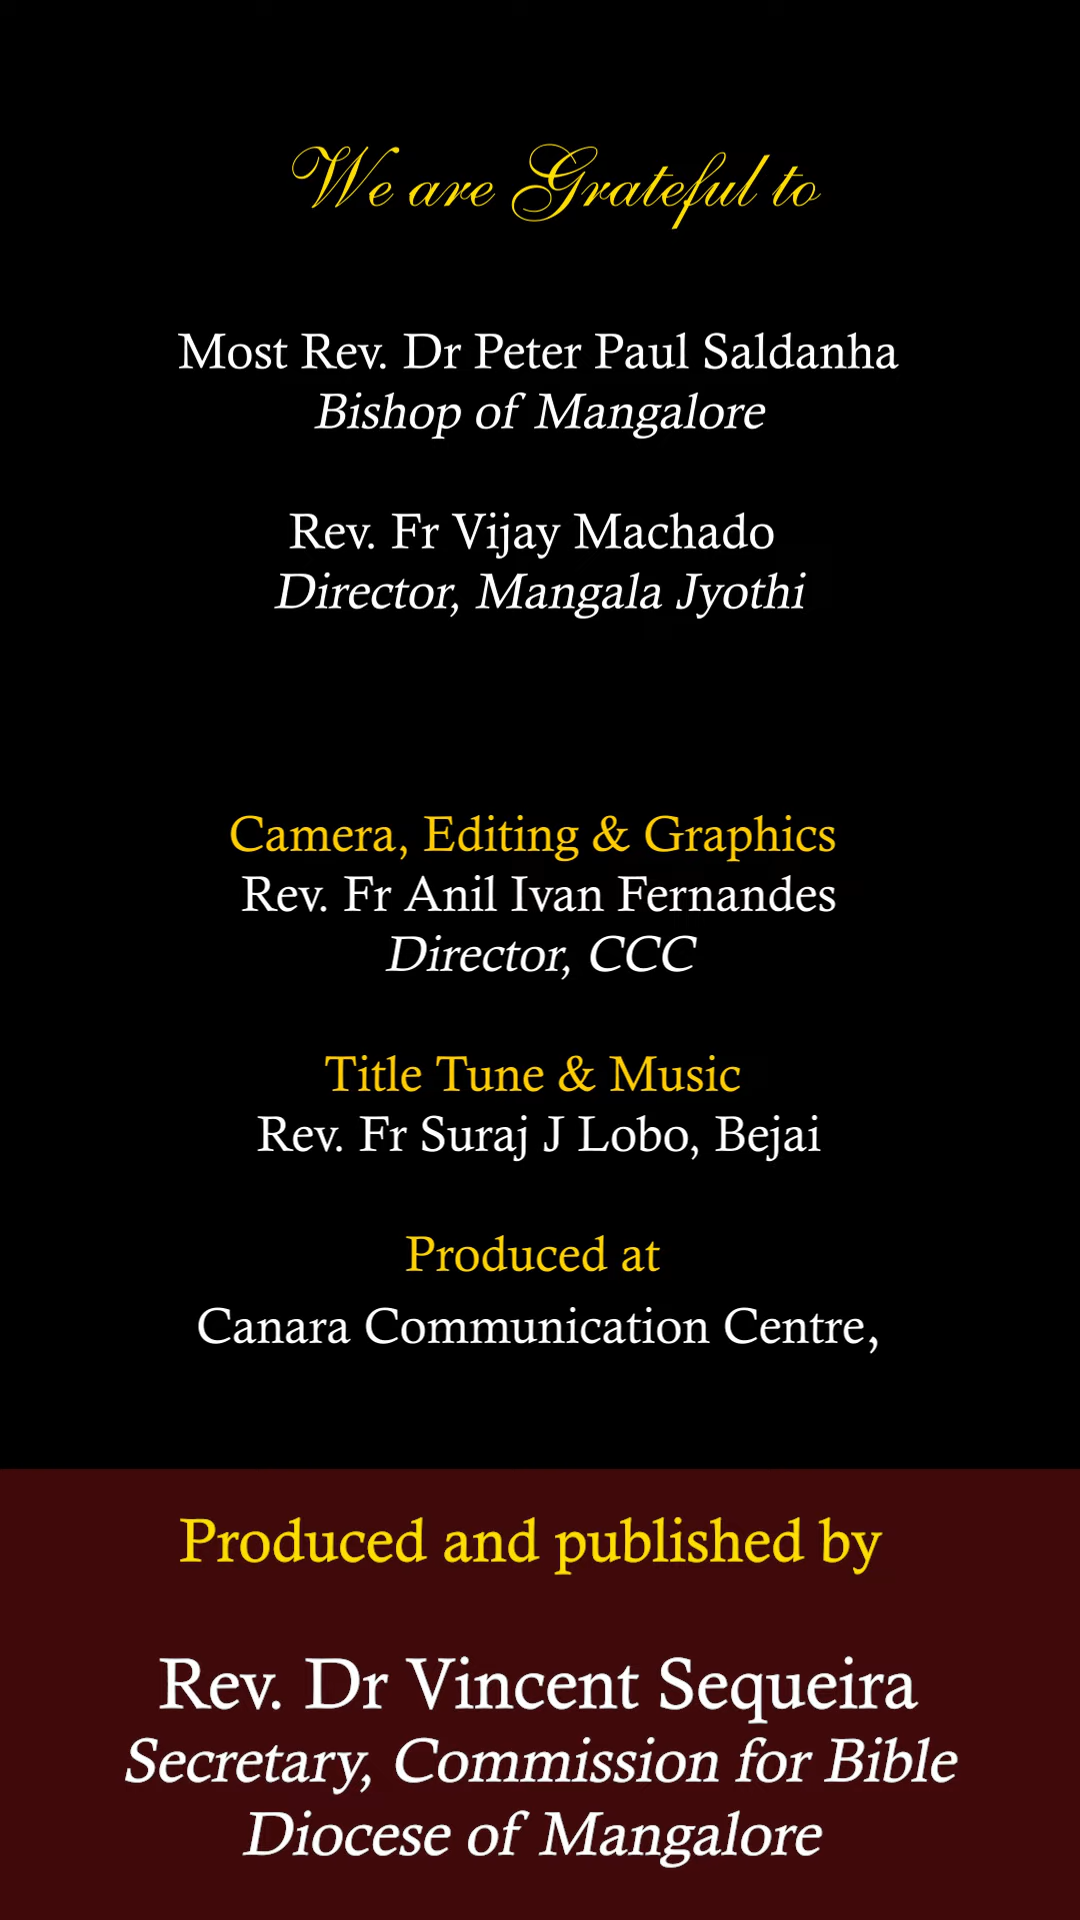 We are Grateful to
Most Rev. Dr Peter Paul Saldanha
Bishop of Mangalore
Rev. Fr Vijay Machado
Director, Mangala Jyothi
Camera, Editing & Graphics
Rev. Fr Anil Ivan Fernandes
Director, CCC
Title Tune & Music
Rev. Fr Suraj J Lobo, Bejai
Produced at
Canara Communication Centre,
Produced and published by
Rev. Dr Vincent Sequeira
Secretary, Commission for Bible
Diocese of Mangalore